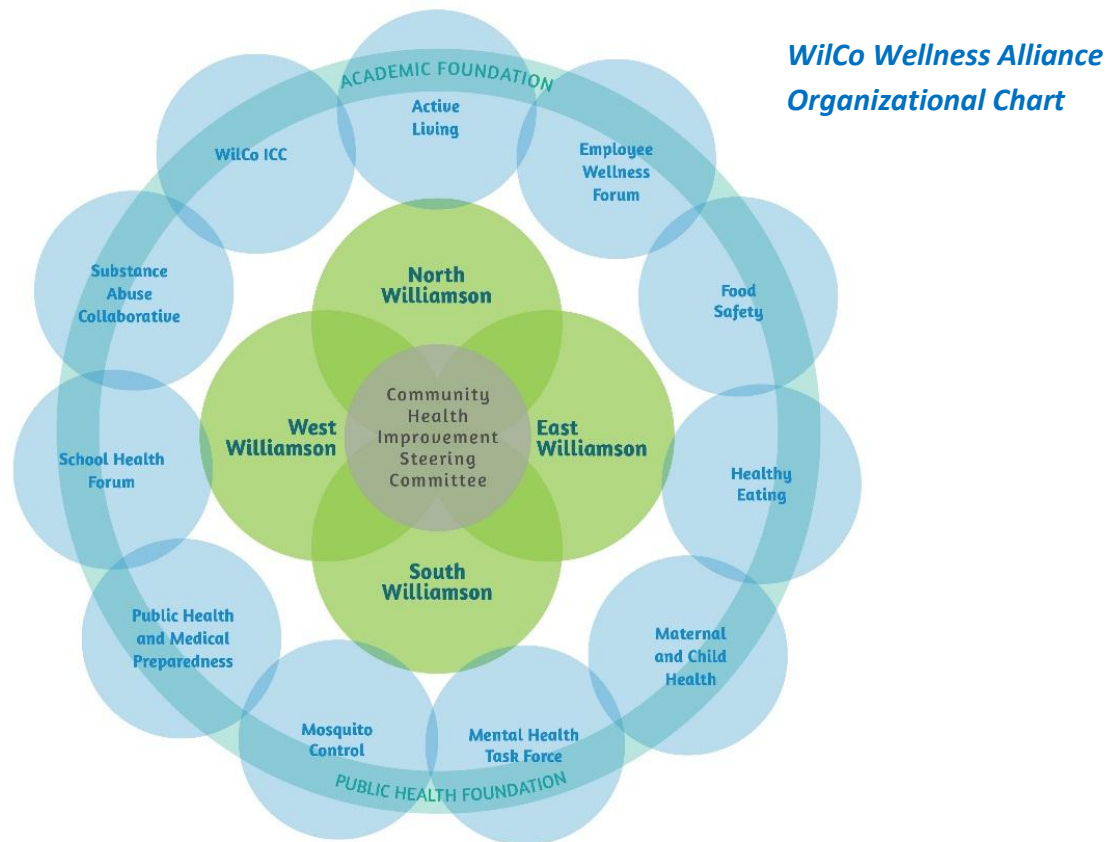 WilCo Wellness Alliance
Organizational Chart
ACADEMIC FOUNDATION
Active
Living
Employee
Wellness
Forum
Food
Safety
Healthy
Eating
Maternal
and Child
Health
Mental Health
Task Force
Mosquito
Control
Public Health
and Medical
Preparedness
School Health
Forum
Substance
Abuse
Collaborative
WilCo ICC
North
Williamson
East
Williamson
South
Williamson
West
Williamson
Community
Health
Improvement
Steering
Committee
PUBLIC HEALTH FOUNDATION